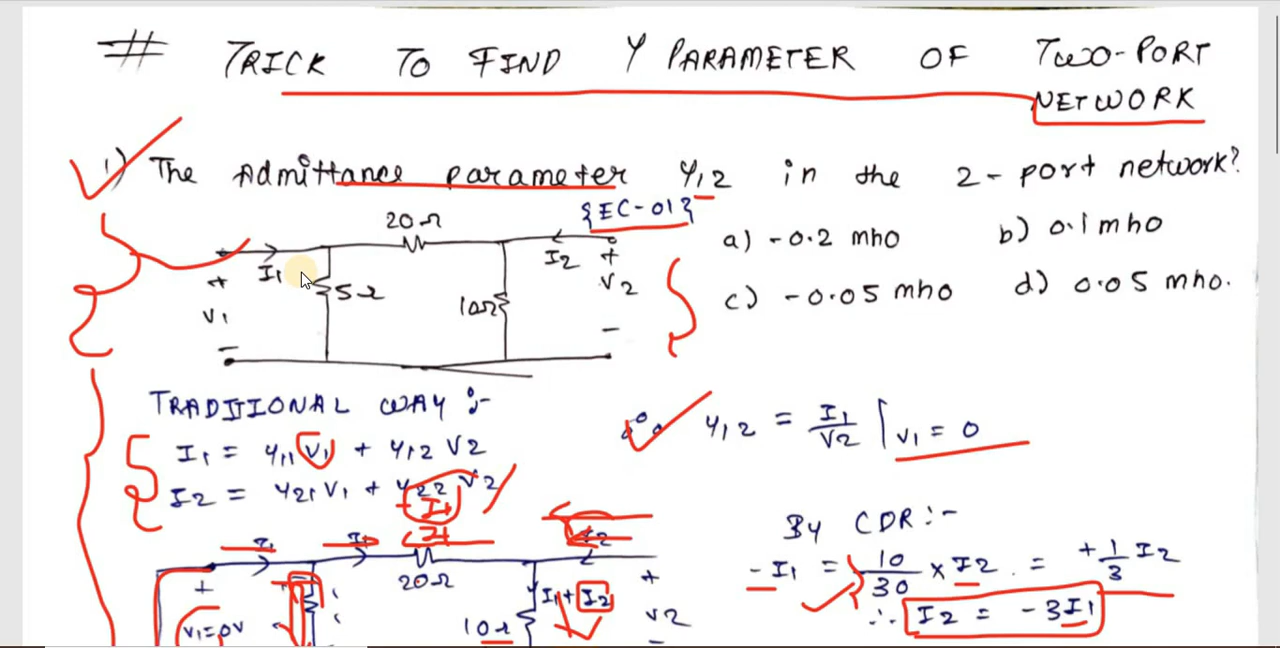 # TRICK TO FIND Y PARAMETER OF TWO-PORT
NETWORK
1) The Admittance parameter Y12 in the 2-port network?
{EC-01}
20Ω
a) -0.2 mho b) 0.1 mho
I1 I2
+ 5Ω 10Ω + V2
V1
c) -0.05 mho d) 0.05 mho.
- -
TRADITIONAL WAY :-
I1 = Y11 V1 + Y12 V2
∴ Y12 = I1/V2 | V1 = 0
I2 = Y21 V1 + Y22 V2
By CDR :-
20Ω
-I1 = 10/30 × I2 = +1/3 I2
+ I1+I2 +
V1=0V 10Ω V2
∴ I2 = -3I1
-